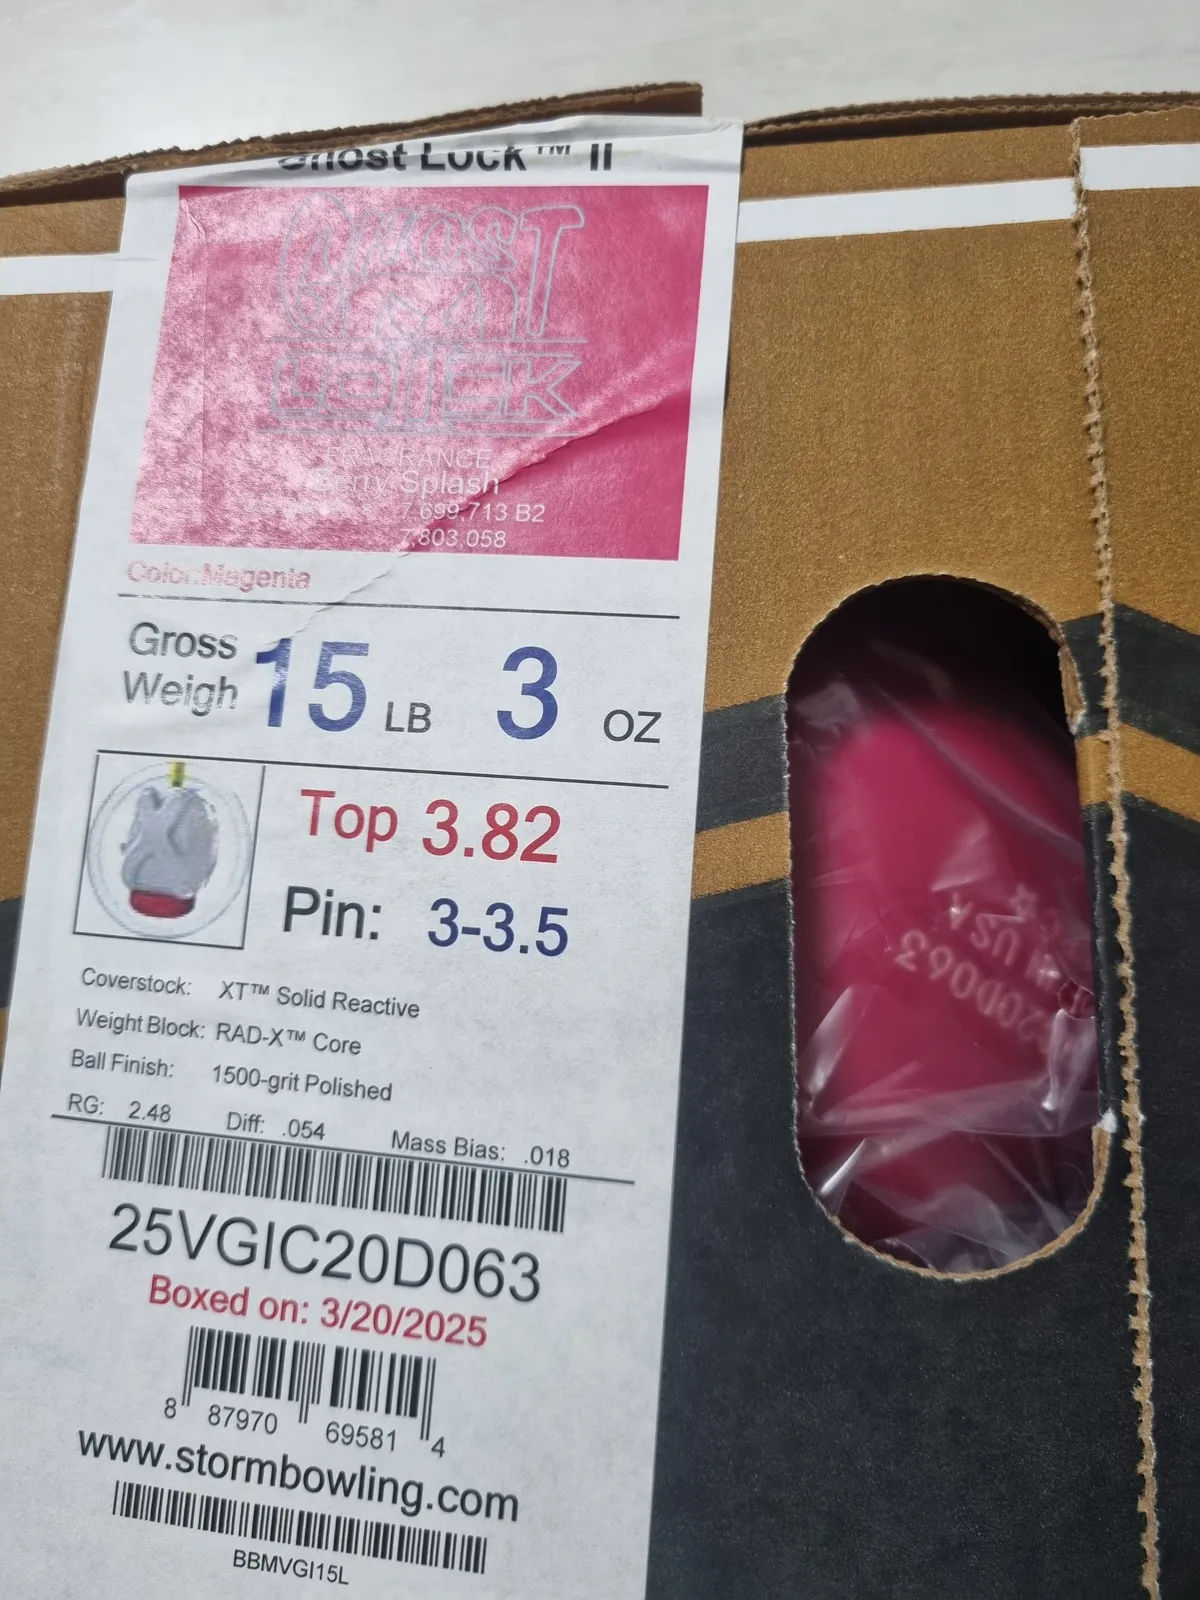 Ghost Lock™ II
GHOST
LOCK
FRAGRANCE
Berry Splash
7,699,713 B2
7,803,058
Color:Magenta
Gross Weigh 15 LB 3 OZ
Top 3.82
Pin: 3-3.5
Coverstock: XT™ Solid Reactive
Weight Block: RAD-X™ Core
Ball Finish: 1500-grit Polished
RG: 2.48 Diff: .054 Mass Bias: .018
25VGIC20D063
Boxed on: 3/20/2025
8 87970 69581 4
www.stormbowling.com
BBMVGI15L
USA
20D063